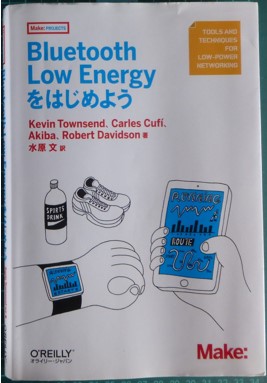 Make: PROJECTS
TOOLS AND
TECHNIQUES
FOR
LOW-POWER
NETWORKING
Bluetooth
Low Energy
をはじめよう
Kevin Townsend, Carles Cufí,
Akiba, Robert Davidson 著
水原 文 訳
SPORTS
DRINK
RUNNING
ROUTE
O'REILLY®
オライリー・ジャパン
Make: